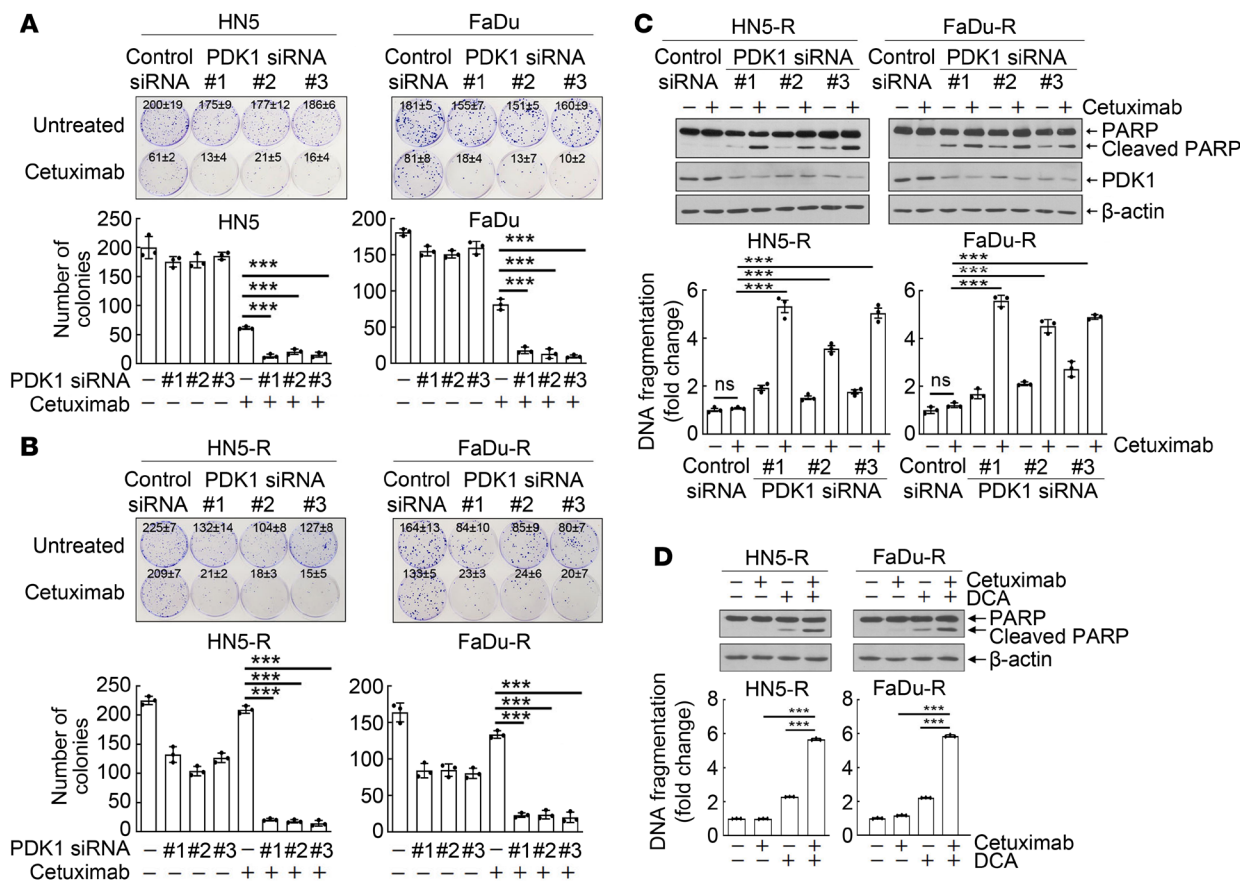 A
HN5
FaDu
Control PDK1 siRNA
siRNA #1 #2 #3
Control PDK1 siRNA
siRNA #1 #2 #3
Untreated
200±19 175±9 177±12 186±6
181±5 155±7 151±5 160±9
Cetuximab
61±2 13±4 21±5 16±4
81±8 18±4 13±7 10±2
HN5
FaDu
Number of
colonies
250
200
150
100
50
0
***
***
***
200
150
100
50
0
***
***
***
PDK1 siRNA – #1 #2 #3 – #1 #2 #3
– #1 #2 #3 – #1 #2 #3
Cetuximab – – – – + + + +
– – – – + + + +
B
HN5-R
FaDu-R
Control PDK1 siRNA
siRNA #1 #2 #3
Control PDK1 siRNA
siRNA #1 #2 #3
Untreated
225±7 132±14 104±8 127±8
164±13 84±10 85±9 80±7
Cetuximab
209±7 21±2 18±3 15±5
133±5 23±3 24±6 20±7
HN5-R
FaDu-R
Number of
colonies
250
200
150
100
50
0
***
***
***
200
150
100
50
0
***
***
***
PDK1 siRNA – #1 #2 #3 – #1 #2 #3
– #1 #2 #3 – #1 #2 #3
Cetuximab – – – – + + + +
– – – – + + + +
C
HN5-R
FaDu-R
Control PDK1 siRNA
siRNA #1 #2 #3
Control PDK1 siRNA
siRNA #1 #2 #3
– + – + – + – +
– + – + – + – + Cetuximab
PARP
Cleaved PARP
PDK1
β-actin
HN5-R
FaDu-R
DNA fragmentation
(fold change)
6
4
2
0
***
***
***
ns
6
4
2
0
***
***
***
ns
– + – + – + – +
– + – + – + – + Cetuximab
Control #1 #2 #3
siRNA PDK1 siRNA
Control #1 #2 #3
siRNA PDK1 siRNA
D
HN5-R
FaDu-R
– + – +
– + – + Cetuximab
– – + +
– – + + DCA
PARP
Cleaved PARP
β-actin
HN5-R
FaDu-R
DNA fragmentation
(fold change)
8
6
4
2
0
***
***
8
6
4
2
0
***
***
– + – +
– + – + Cetuximab
– – + +
– – + + DCA